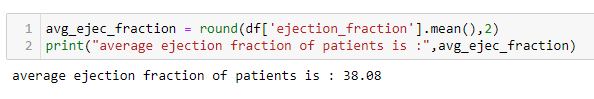 1 avg_ejec_fraction = round(df['ejection_fraction'].mean(),2)
2 print("average ejection fraction of patients is :",avg_ejec_fraction)
average ejection fraction of patients is : 38.08